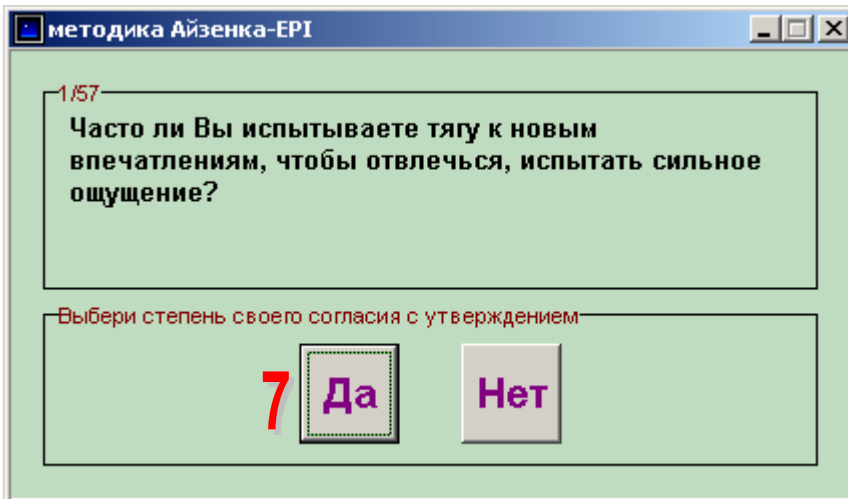 методика Айзенка-EPI
1/57
Часто ли Вы испытываете тягу к новым
впечатлениям, чтобы отвлечься, испытать сильное
ощущение?
Выбери степень своего согласия с утверждением
7 Да Нет